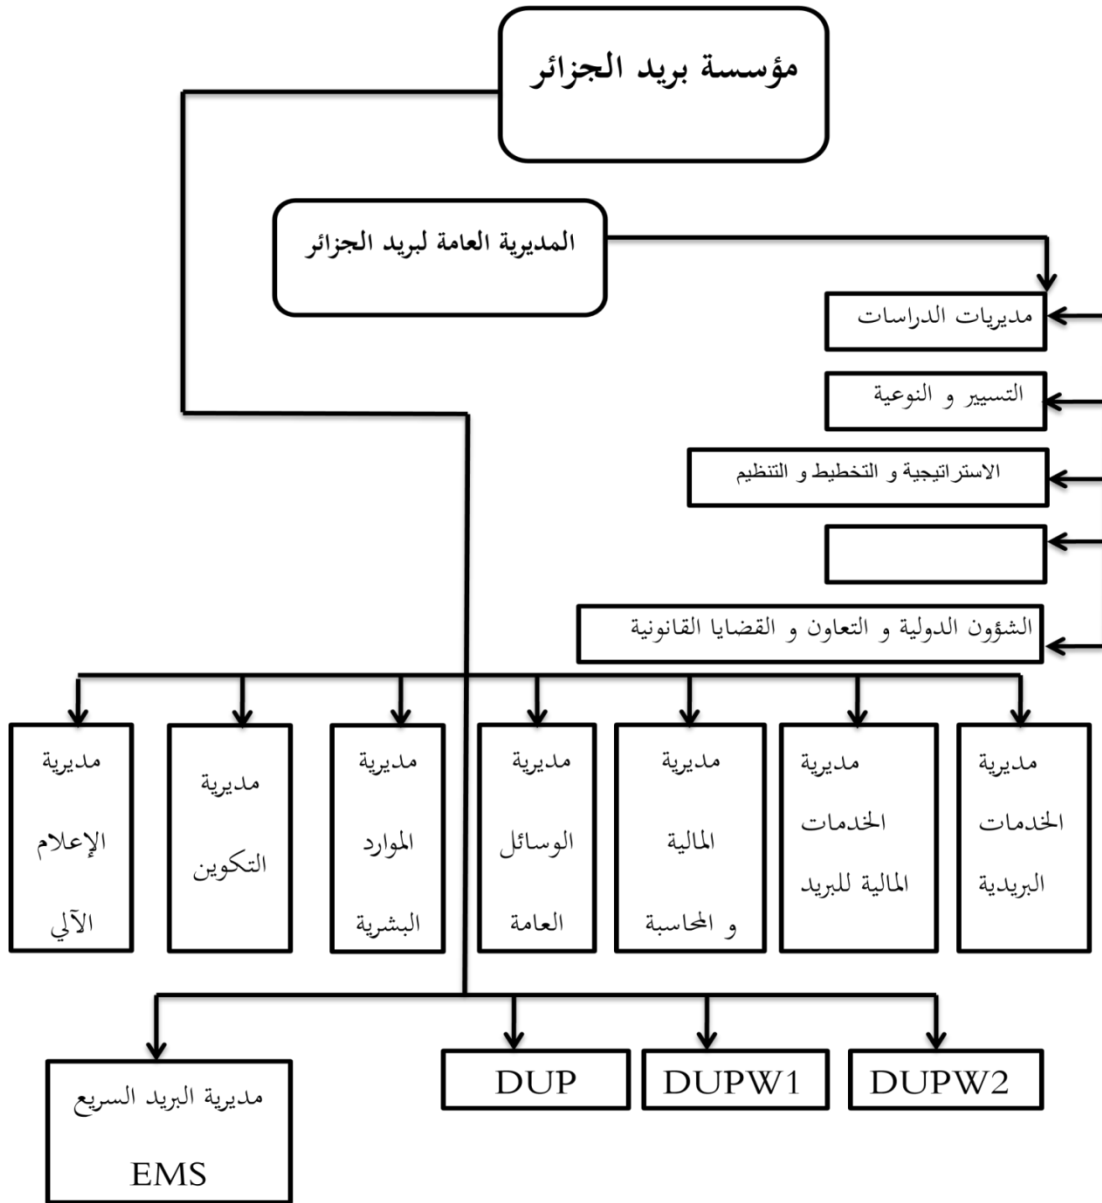 مؤسسة بريد الجزائر
المديرية العامة لبريد الجزائر
مديريات الدراسات
التسيير و النوعية
الاستراتيجية و التخطيط و التنظيم
الشؤون الدولية و التعاون و القضايا القانونية
مديرية
الخدمات
البريدية
مديرية
الخدمات
المالية للبريد
مديرية
المالية
و المحاسبة
مديرية
الوسائل
العامة
مديرية
الموارد
البشرية
مديرية
التكوين
مديرية
الإعلام
الآلي
DUPW2
DUPW1
DUP
مديرية البريد السريع
EMS